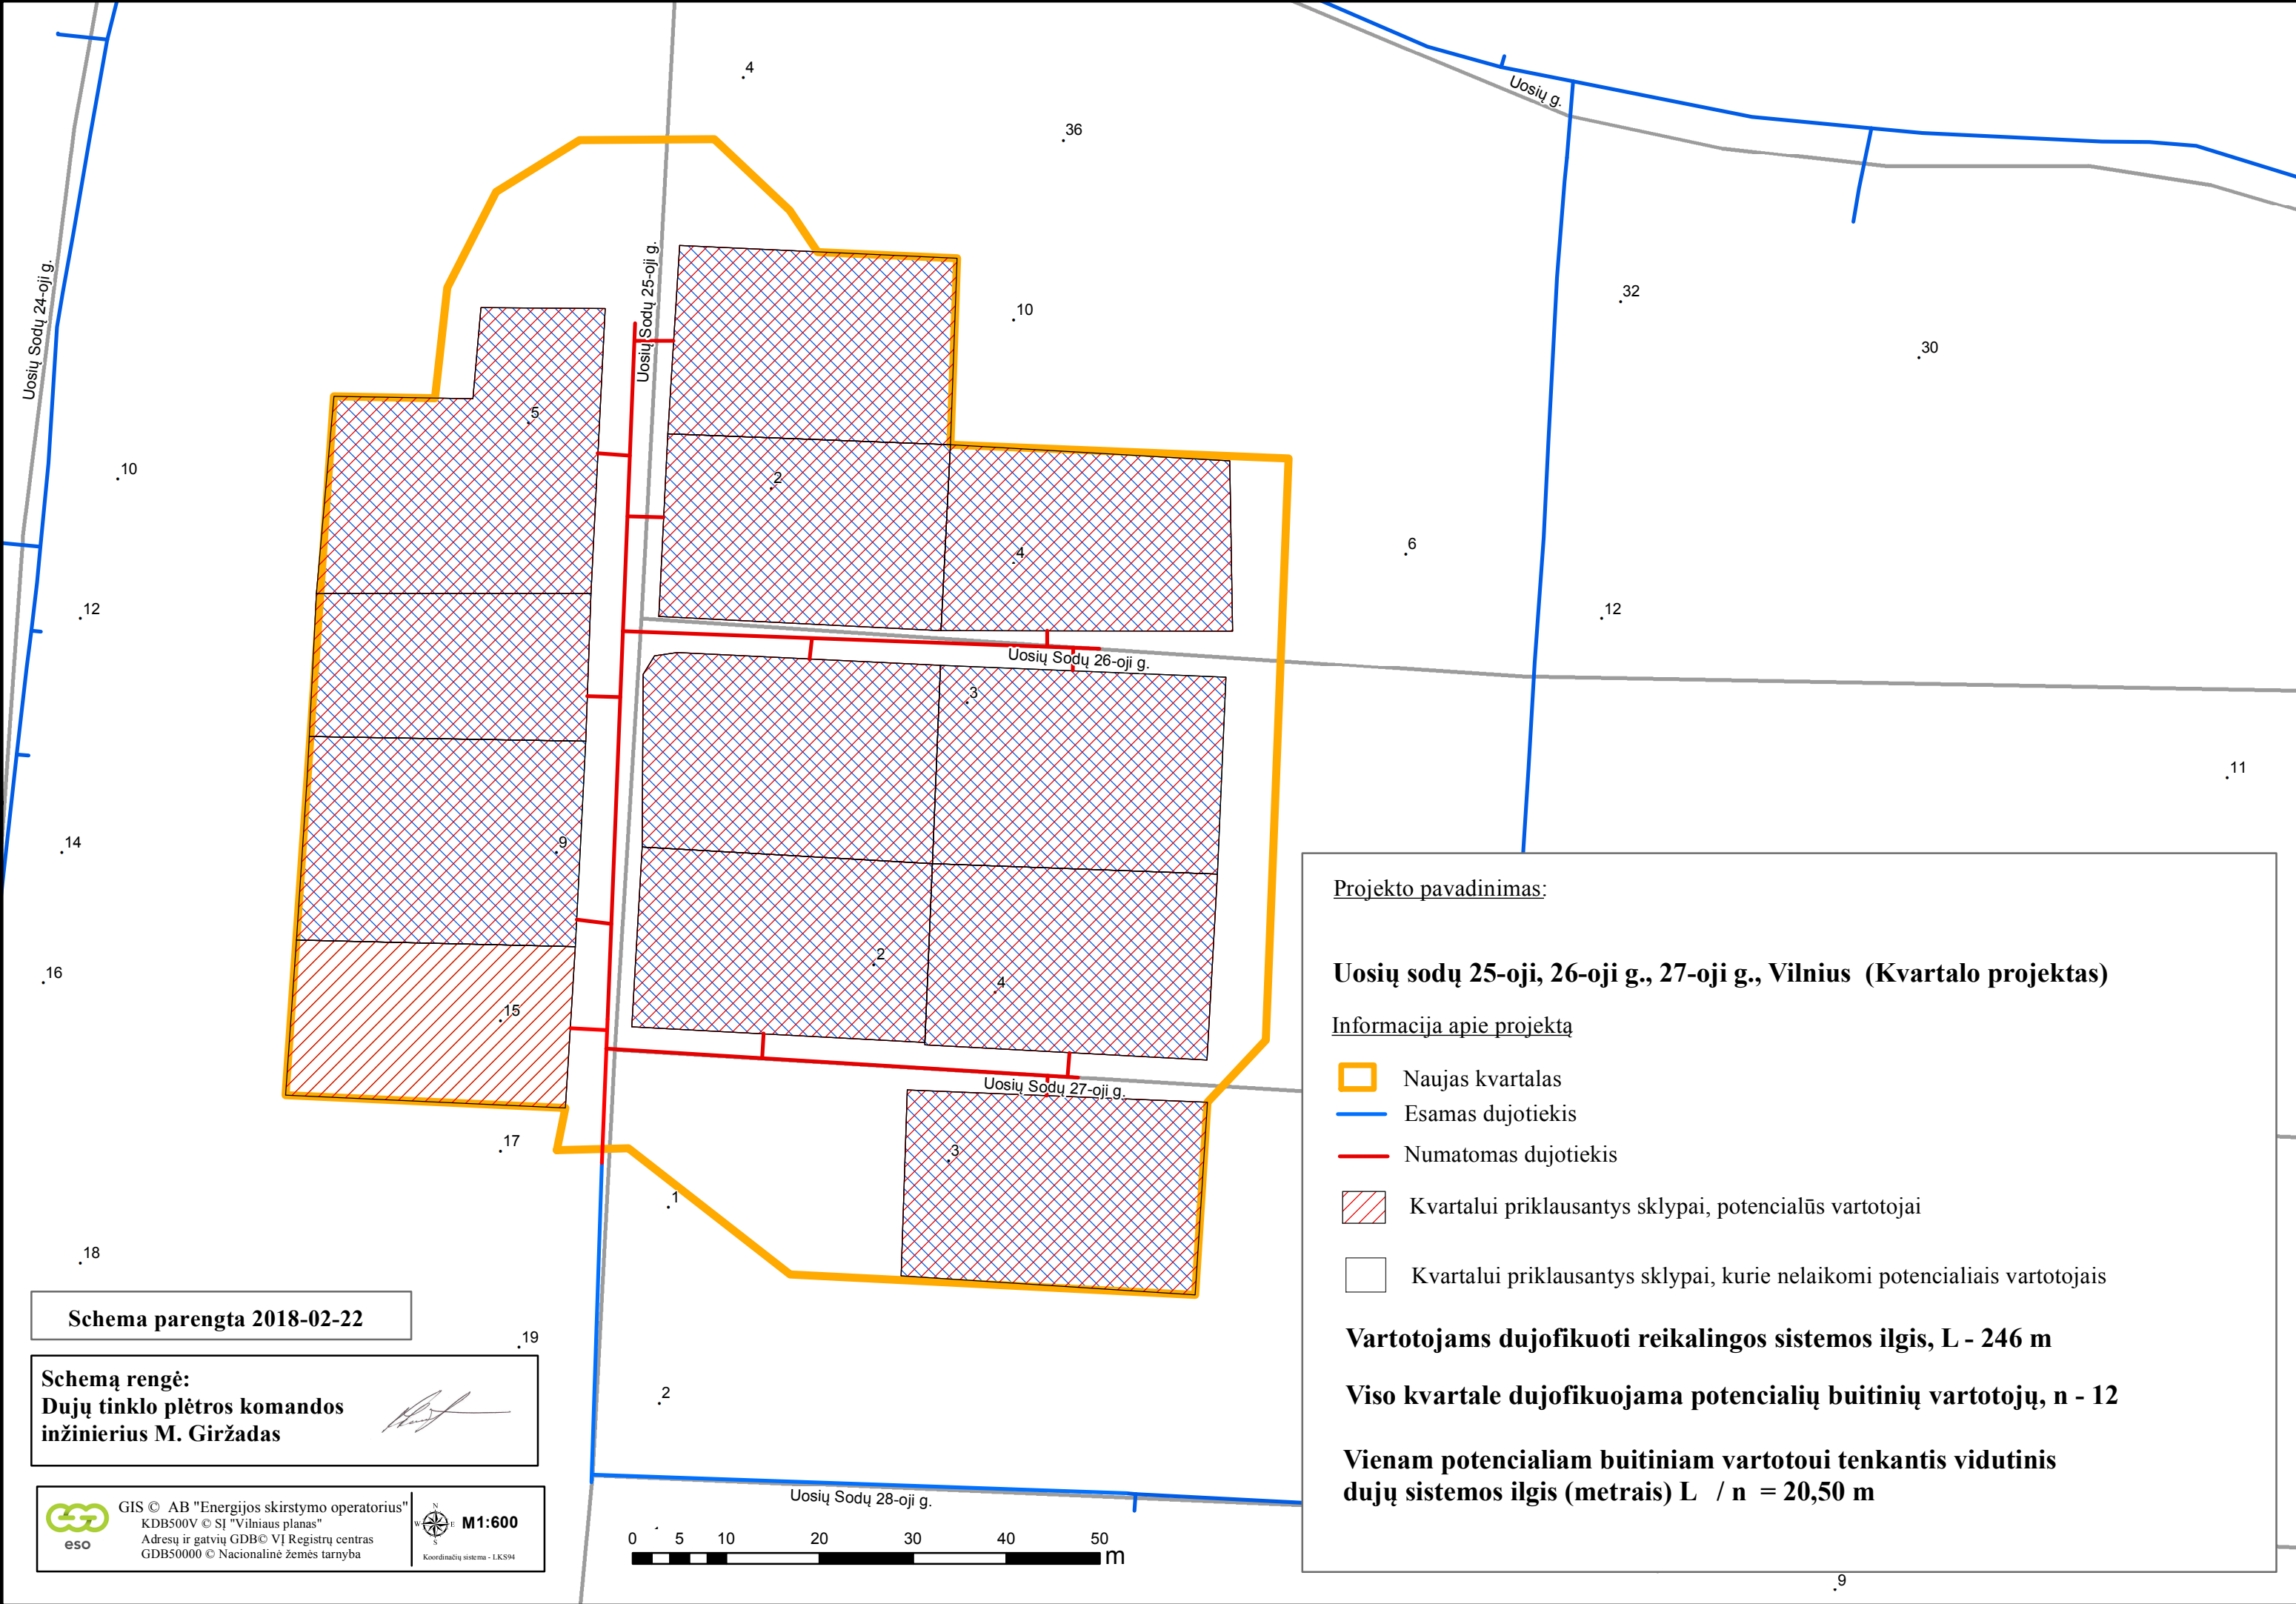 4
36
Uosių g.
Uosių Sodų 24-oji g.
Uosių Sodų 25-oji g.
10
32
30
5
10
2
4
6
12
12
Uosių Sodų 26-oji g.
3
11
14
9
16
2
4
15
Uosių Sodų 27-oji g.
17
3
1
18
19
2
Uosių Sodų 28-oji g.
9
Projekto pavadinimas:
Uosių sodų 25-oji, 26-oji g., 27-oji g., Vilnius (Kvartalo projektas)
Informacija apie projektą
Naujas kvartalas
Esamas dujotiekis
Numatomas dujotiekis
Kvartalui priklausantys sklypai, potencialūs vartotojai
Kvartalui priklausantys sklypai, kurie nelaikomi potencialiais vartotojais
Vartotojams dujofikuoti reikalingos sistemos ilgis, L - 246 m
Viso kvartale dujofikuojama potencialių buitinių vartotojų, n - 12
Vienam potencialiam buitiniam vartotoui tenkantis vidutinis
dujų sistemos ilgis (metrais) L / n = 20,50 m
Schema parengta 2018-02-22
Schemą rengė:
Dujų tinklo plėtros komandos
inžinierius M. Giržadas
eso
GIS © AB "Energijos skirstymo operatorius"
KDB500V © SĮ "Vilniaus planas"
Adresų ir gatvių GDB© VĮ Registrų centras
GDB50000 © Nacionalinė žemės tarnyba
N
W E
S
M1:600
Koordinačių sistema - LKS94
0 5 10 20 30 40 50
m